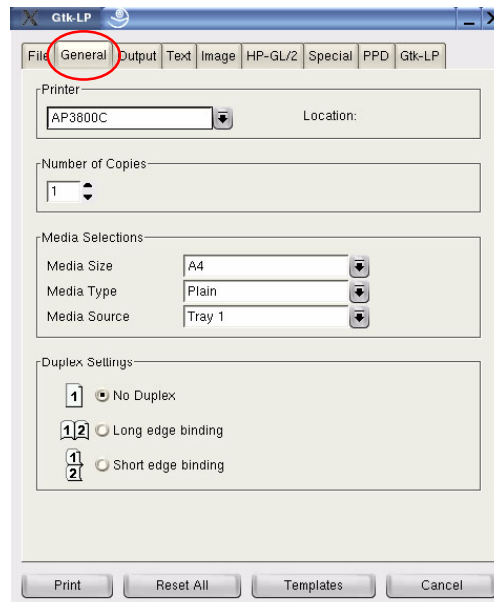 Gtk-LP
File General Output Text Image HP-GL/2 Special PPD Gtk-LP
Printer
AP3800C Location:
Number of Copies
1
Media Selections
Media Size A4
Media Type Plain
Media Source Tray 1
Duplex Settings
1 No Duplex
1 2 Long edge binding
1 2 Short edge binding
Print Reset All Templates Cancel